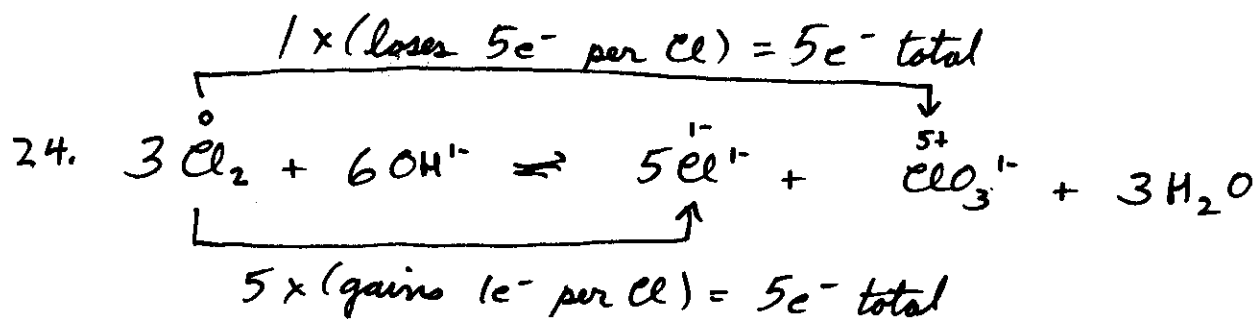 1 × (loses 5e⁻ per Cl) = 5e⁻ total
0 1- 5+
24. 3 Cl₂ + 6 OH¹⁻ ⇌ 5 Cl¹⁻ + ClO₃¹⁻ + 3 H₂O
5 × (gains 1e⁻ per Cl) = 5e⁻ total